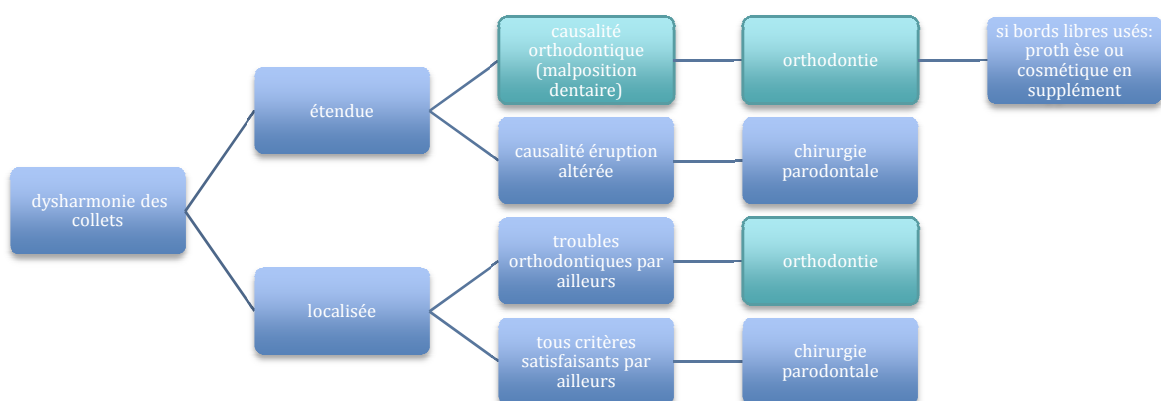 causalité
orthodontique
(malposition
dentaire)
orthodontie
si bords libres usés:
proth èse ou
cosmétique en
supplément
étendue
causalité éruption
altérée
chirurgie
parodontale
dysharmonie des
collets
troubles
orthodontiques par
ailleurs
orthodontie
localisée
tous critères
satisfaisants par
ailleurs
chirurgie
parodontale